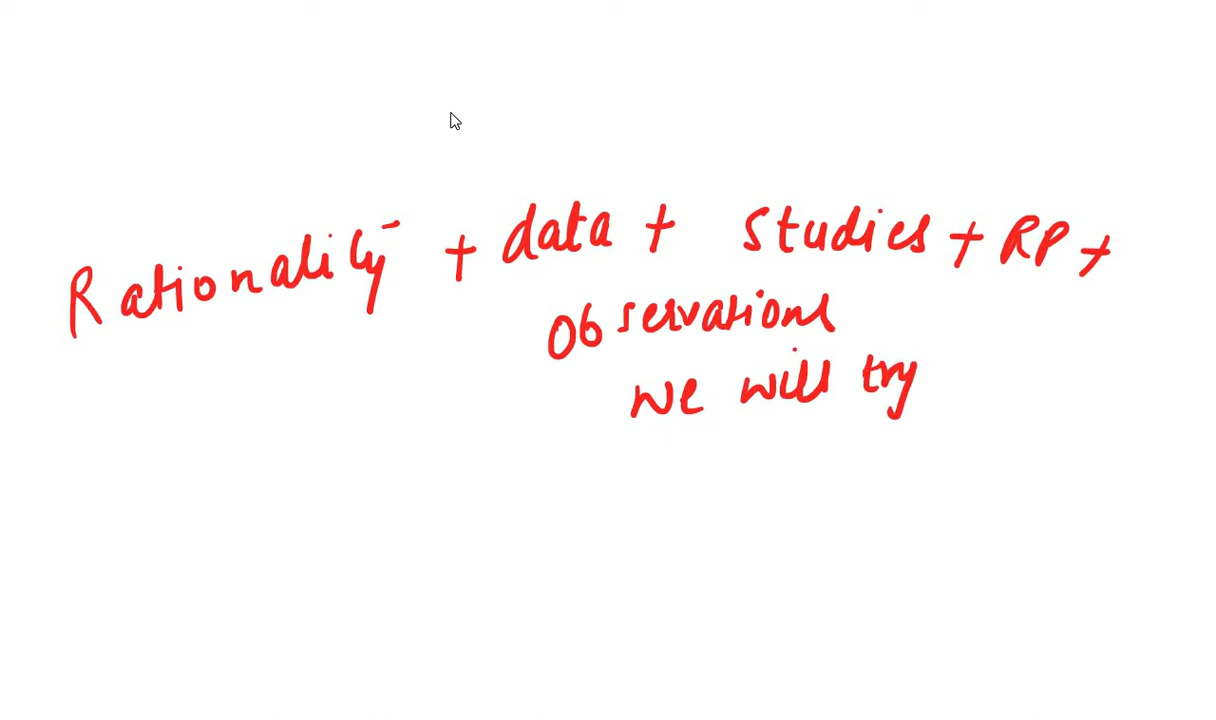 Rationality + data + studies + RP +
observations
we will try